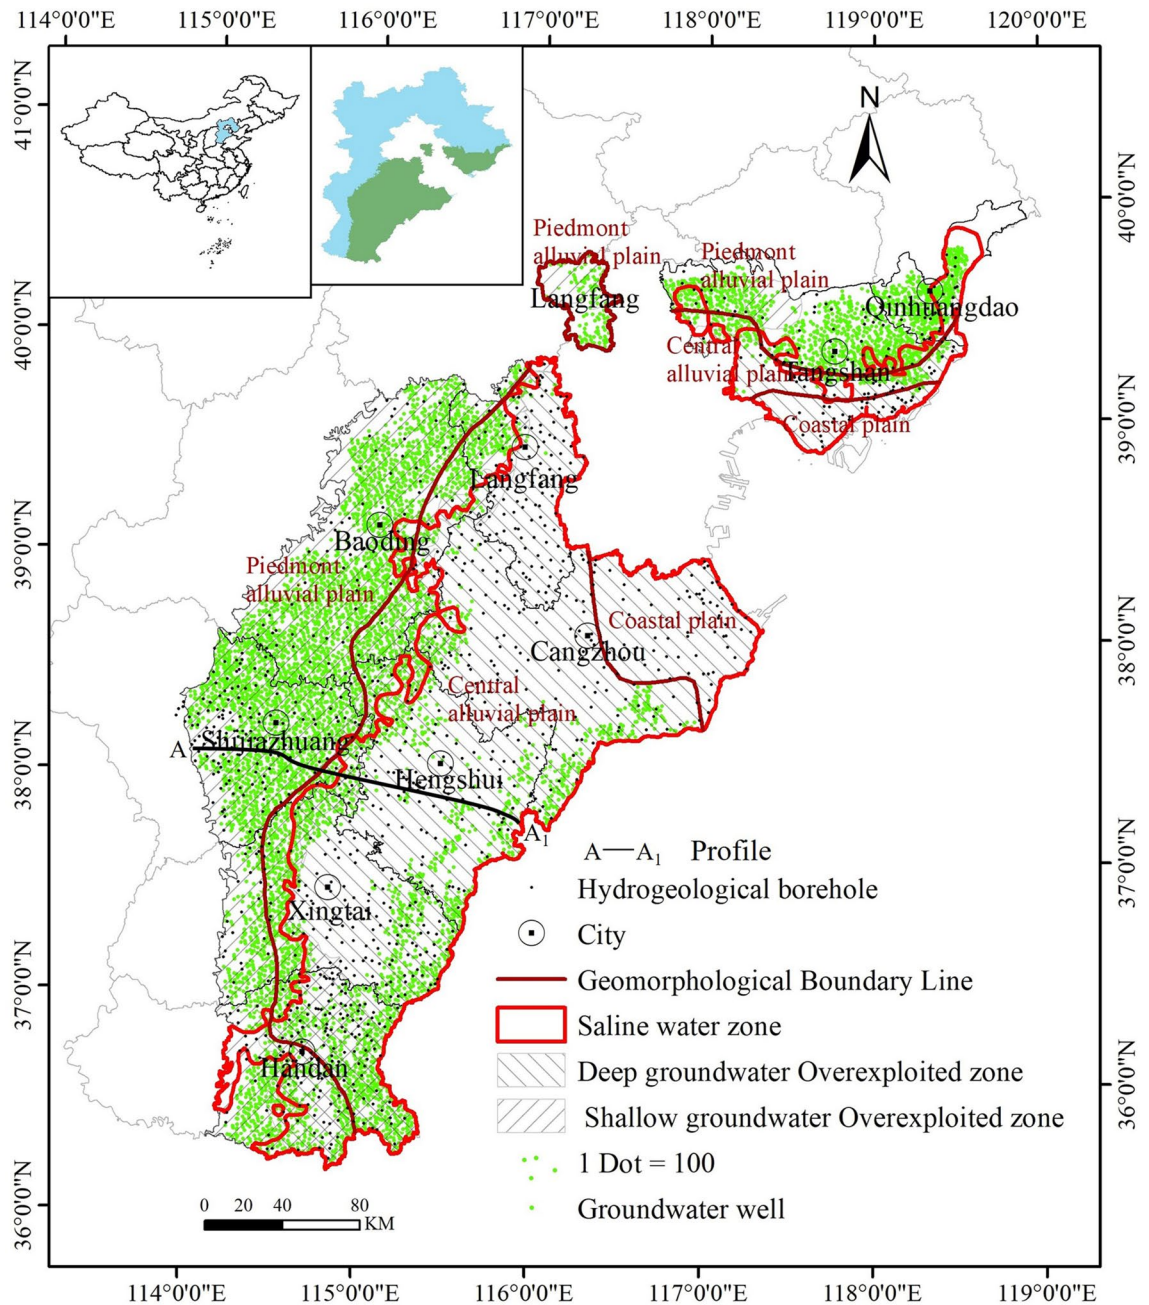 114°0'0"E 115°0'0"E 116°0'0"E 117°0'0"E 118°0'0"E 119°0'0"E 120°0'0"E
41°0'0"N
40°0'0"N
39°0'0"N
38°0'0"N
37°0'0"N
36°0'0"N
N
Piedmont
alluvial plain
Langfang
Piedmont
alluvial plain
Qinhuangdao
Central
alluvial plain
Tangshan
Coastal plain
Langfang
Baoding
Piedmont
alluvial plain
Coastal plain
Cangzhou
Central
alluvial plain
Shijiazhuang
A
Hengshui
A1
Xingtai
Handan
A—A1 Profile
Hydrogeological borehole
City
Geomorphological Boundary Line
Saline water zone
Deep groundwater Overexploited zone
Shallow groundwater Overexploited zone
1 Dot = 100
Groundwater well
0 20 40 80
KM
40°0'0"N
39°0'0"N
38°0'0"N
37°0'0"N
36°0'0"N
114°0'0"E 115°0'0"E 116°0'0"E 117°0'0"E 118°0'0"E 119°0'0"E